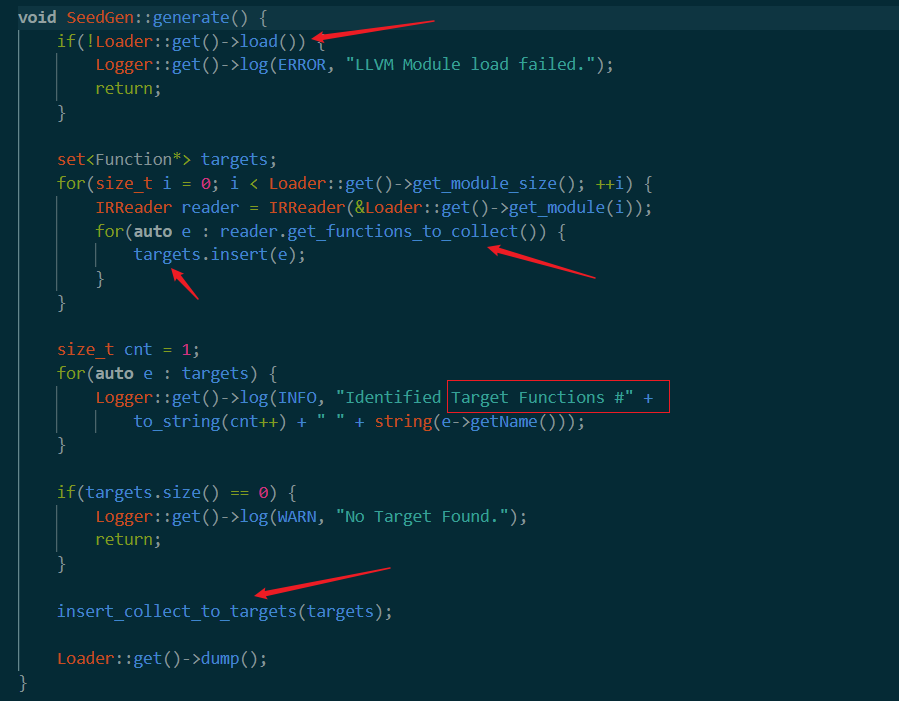 void SeedGen::generate() {
if(!Loader::get()->load()) {
Logger::get()->log(ERROR, "LLVM Module load failed.");
return;
}
set<Function*> targets;
for(size_t i = 0; i < Loader::get()->get_module_size(); ++i) {
IRReader reader = IRReader(&Loader::get()->get_module(i));
for(auto e : reader.get_functions_to_collect()) {
targets.insert(e);
}
}
size_t cnt = 1;
for(auto e : targets) {
Logger::get()->log(INFO, "Identified Target Functions #" +
to_string(cnt++) + " " + string(e->getName()));
}
if(targets.size() == 0) {
Logger::get()->log(WARN, "No Target Found.");
return;
}
insert_collect_to_targets(targets);
Loader::get()->dump();
}